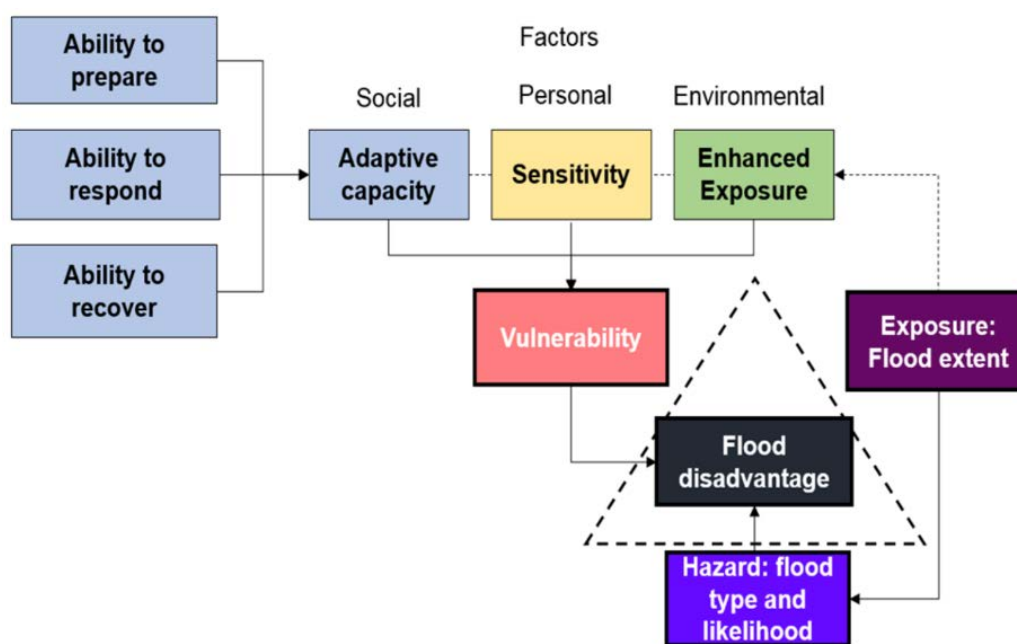 Factors
Social
Personal
Environmental
Ability to
prepare
Ability to
respond
Ability to
recover
Adaptive
capacity
Sensitivity
Enhanced
Exposure
Vulnerability
Exposure:
Flood extent
Flood
disadvantage
Hazard: flood
type and
likelihood